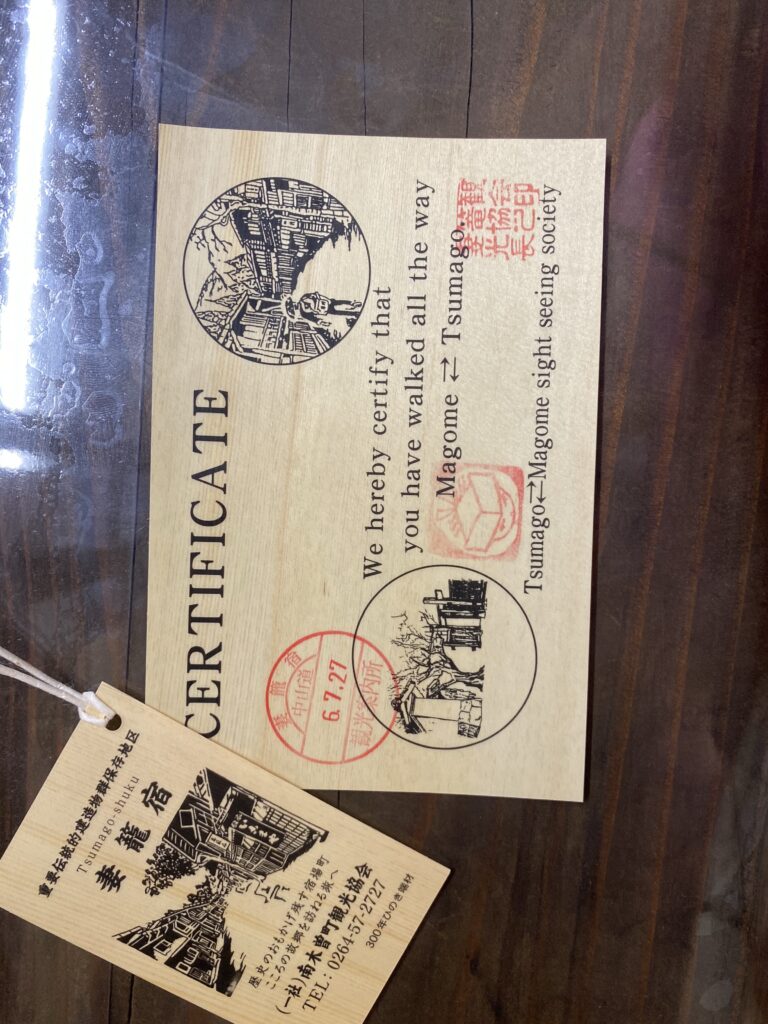 CERTIFICATE
We hereby certify that
you have walked all the way
Magome ⇄ Tsumago.
Tsumago⇄Magome sight seeing society
妻籠観
光協会
長之印
妻籠宿
中山道
6.7.27
観光案内所
重要伝統的建造物群保存地区
Tsumago-shuku
妻籠宿
歴史のおもかげ残す宿場町
こころの故郷を訪ねる旅へ
(一社)南木曽町観光協会
TEL: 0264-57-2727
300年ひのき端材